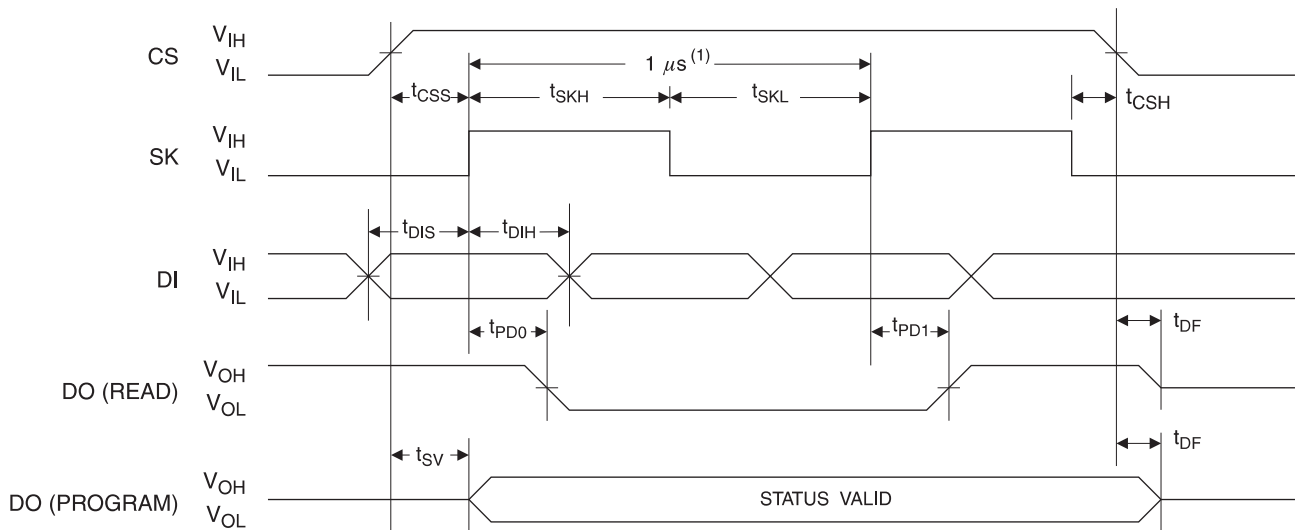 CS
V_IH
V_IL
1 μs (1)
t_CSS
t_SKH
t_SKL
t_CSH
SK
V_IH
V_IL
t_DIS
t_DIH
DI
V_IH
V_IL
t_PD0
t_PD1
t_DF
DO (READ)
V_OH
V_OL
t_SV
t_DF
DO (PROGRAM)
V_OH
V_OL
STATUS VALID